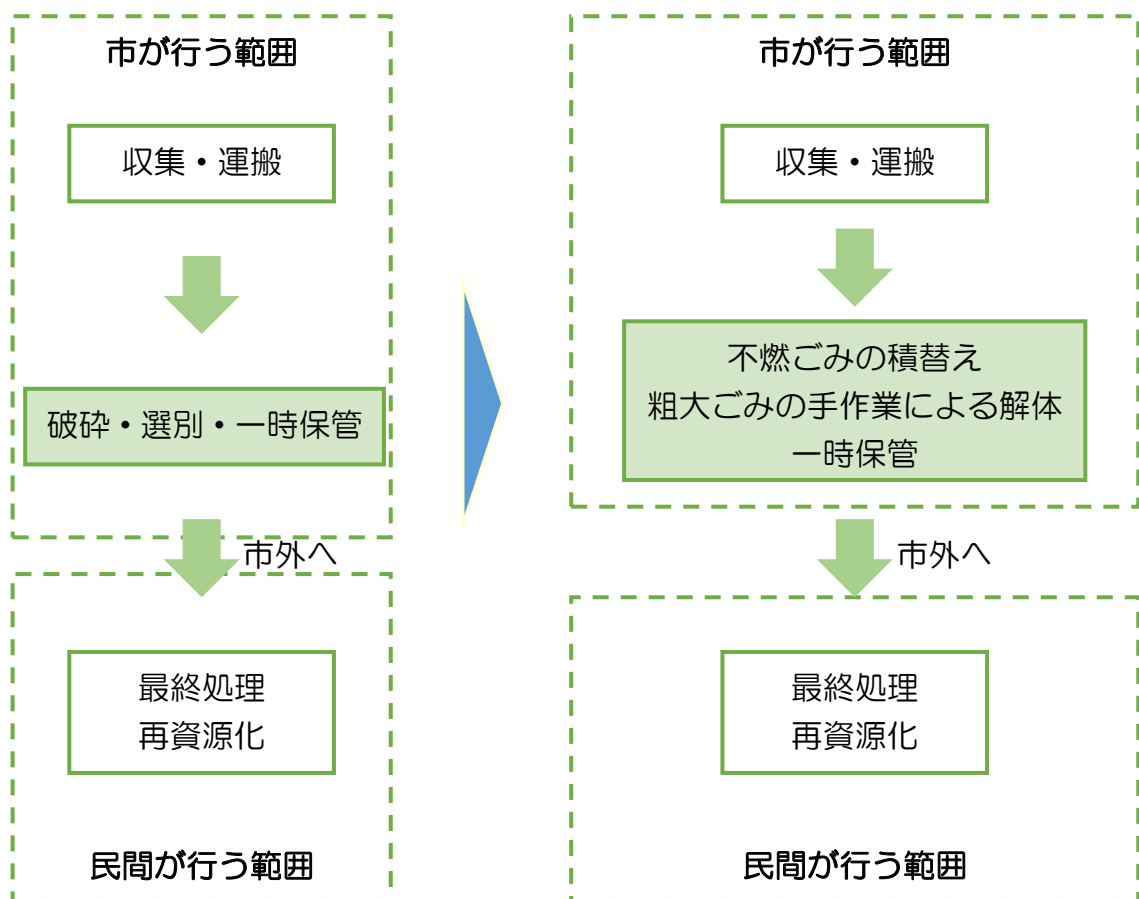 市が行う範囲
収集・運搬
破砕・選別・一時保管
市外へ
最終処理
再資源化
民間が行う範囲
市が行う範囲
収集・運搬
不燃ごみの積替え
粗大ごみの手作業による解体
一時保管
市外へ
最終処理
再資源化
民間が行う範囲